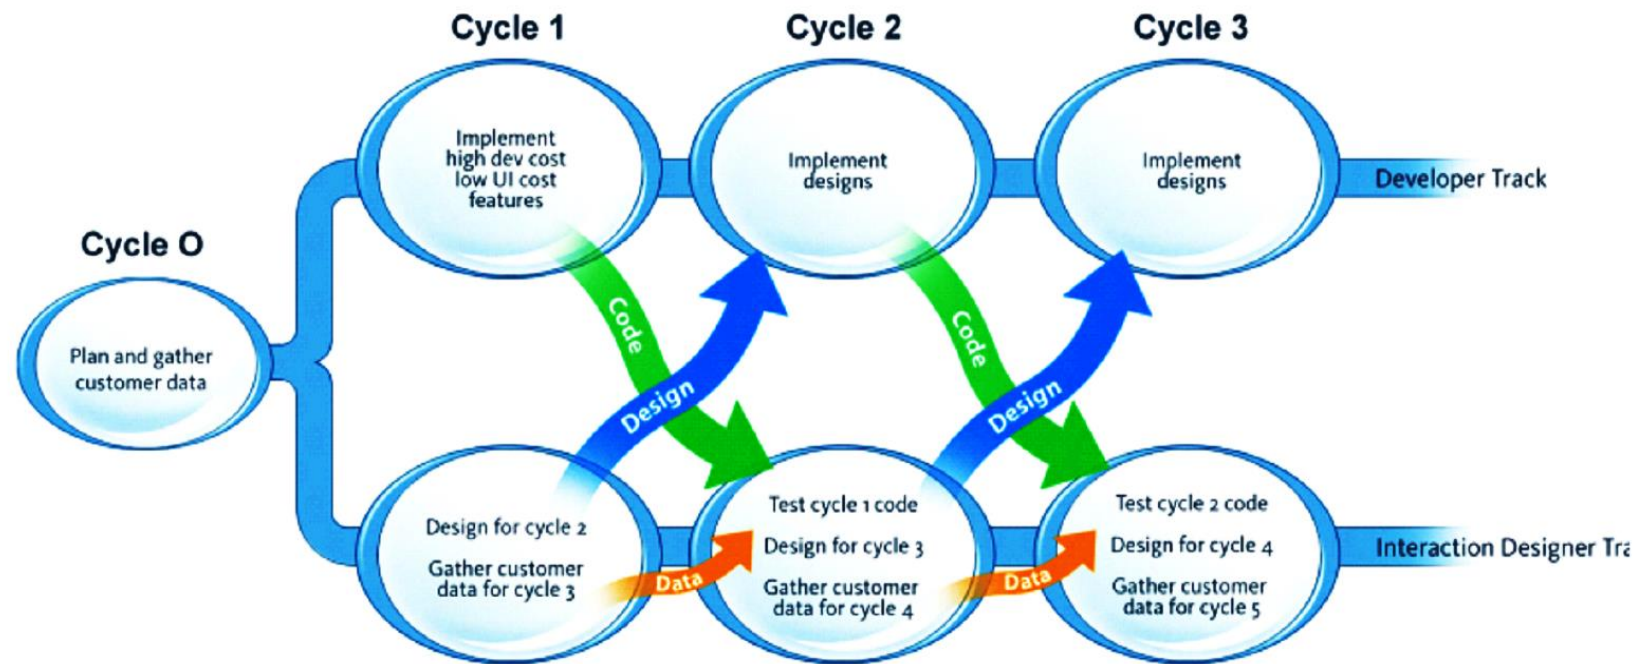 Cycle 1
Cycle 2
Cycle 3
Implement
high dev cost
low UI cost
features
Implement
designs
Implement
designs
Developer Track
Cycle O
Plan and gather
customer data
Code
Design
Code
Design
Design for cycle 2
Gather customer
data for cycle 3
Data
Test cycle 1 code
Design for cycle 3
Gather customer
data for cycle 4
Data
Test cycle 2 code
Design for cycle 4
Gather customer
data for cycle 5
Interaction Designer Tra